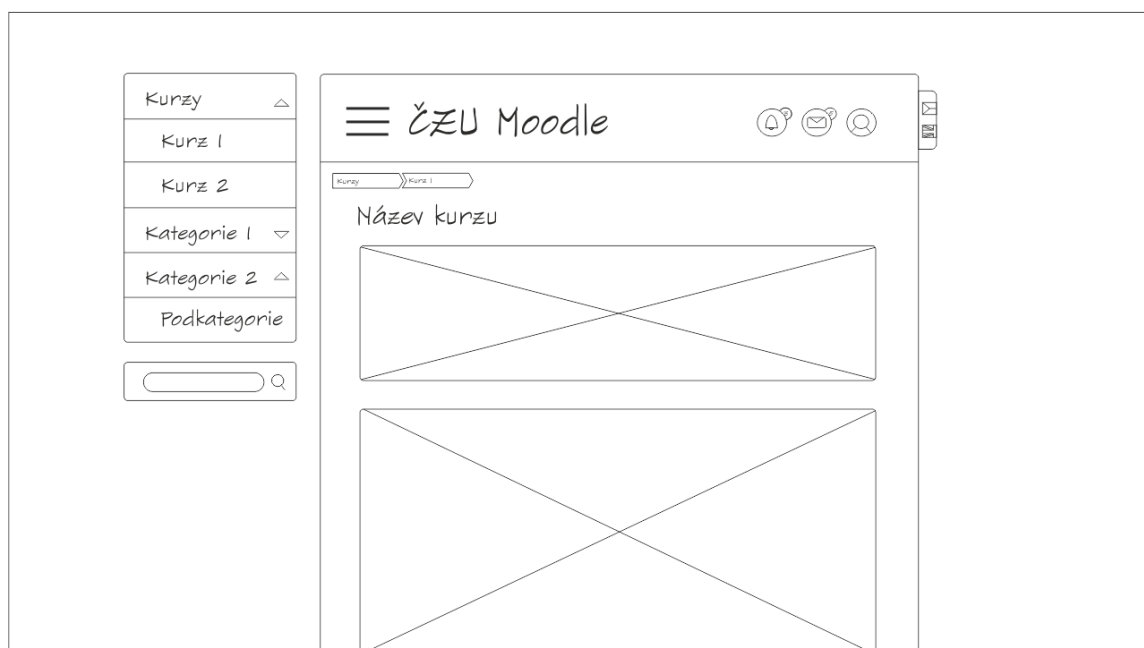 Kurzy
Kurz 1
Kurz 2
Kategorie 1
Kategorie 2
Podkategorie
ČZU Moodle
Kurzy
Kurz 1
Název kurzu